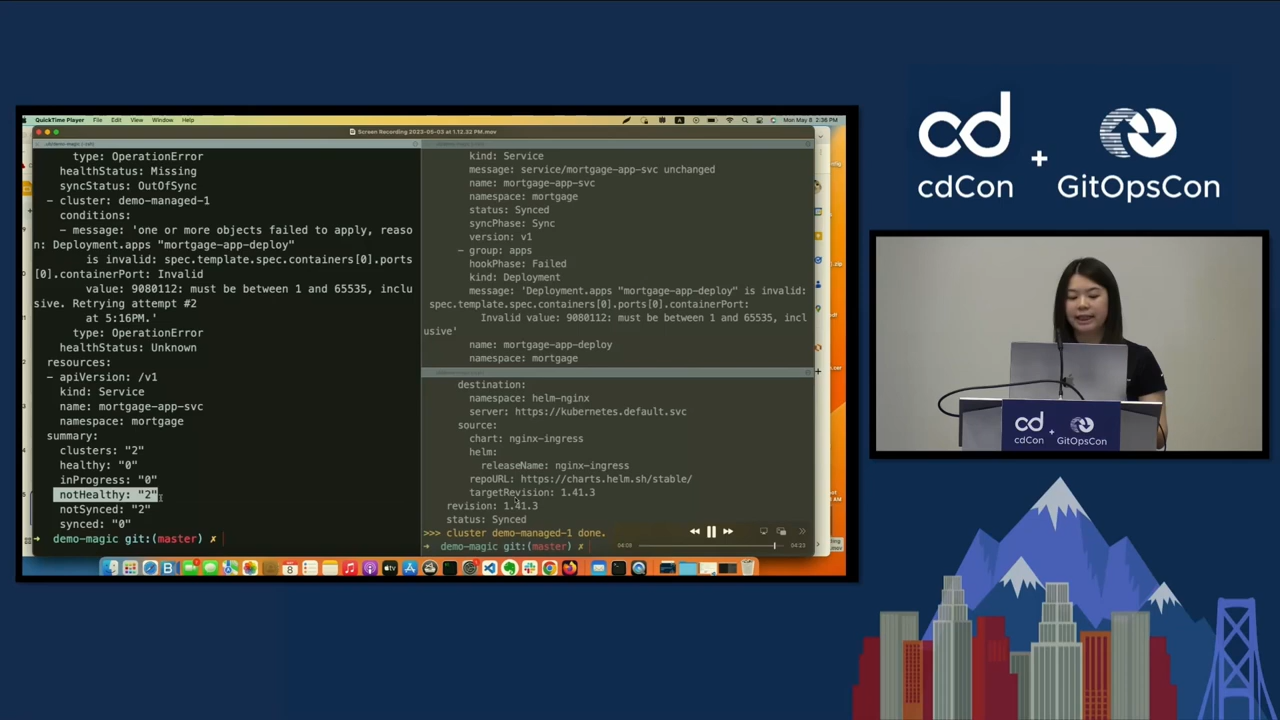 QuickTime Player File Edit View Window Help
Mon May 8 2:36 PM
Screen Recording 2023-05-03 at 1.12.32 PM.mov
type: OperationError
healthStatus: Missing
syncStatus: OutOfSync
- cluster: demo-managed-1
conditions:
- message: 'one or more objects failed to apply, reaso
n: Deployment.apps "mortgage-app-deploy"
is invalid: spec.template.spec.containers[0].ports
[0].containerPort: Invalid
value: 9080112: must be between 1 and 65535, inclu
sive. Retrying attempt #2
at 5:16PM.'
type: OperationError
healthStatus: Unknown
resources:
- apiVersion: /v1
kind: Service
name: mortgage-app-svc
namespace: mortgage
summary:
clusters: "2"
healthy: "0"
inProgress: "0"
notHealthy: "2"
notSynced: "2"
synced: "0"
➜ demo-magic git:(master) ✗
kind: Service
message: service/mortgage-app-svc unchanged
name: mortgage-app-svc
namespace: mortgage
status: Synced
syncPhase: Sync
version: v1
- group: apps
hookPhase: Failed
kind: Deployment
message: 'Deployment.apps "mortgage-app-deploy" is invalid:
spec.template.spec.containers[0].ports[0].containerPort:
Invalid value: 9080112: must be between 1 and 65535, incl
usive'
name: mortgage-app-deploy
namespace: mortgage
destination:
namespace: helm-nginx
server: https://kubernetes.default.svc
source:
chart: nginx-ingress
helm:
releaseName: nginx-ingress
repoURL: https://charts.helm.sh/stable/
targetRevision: 1.41.3
revision: 1.41.3
status: Synced
>>> cluster demo-managed-1 done.
➜ demo-magic git:(master) ✗
04:09
04:23
cd
cdCon
+
GitOpsCon
cd
cdCon
+
GitOpsCon